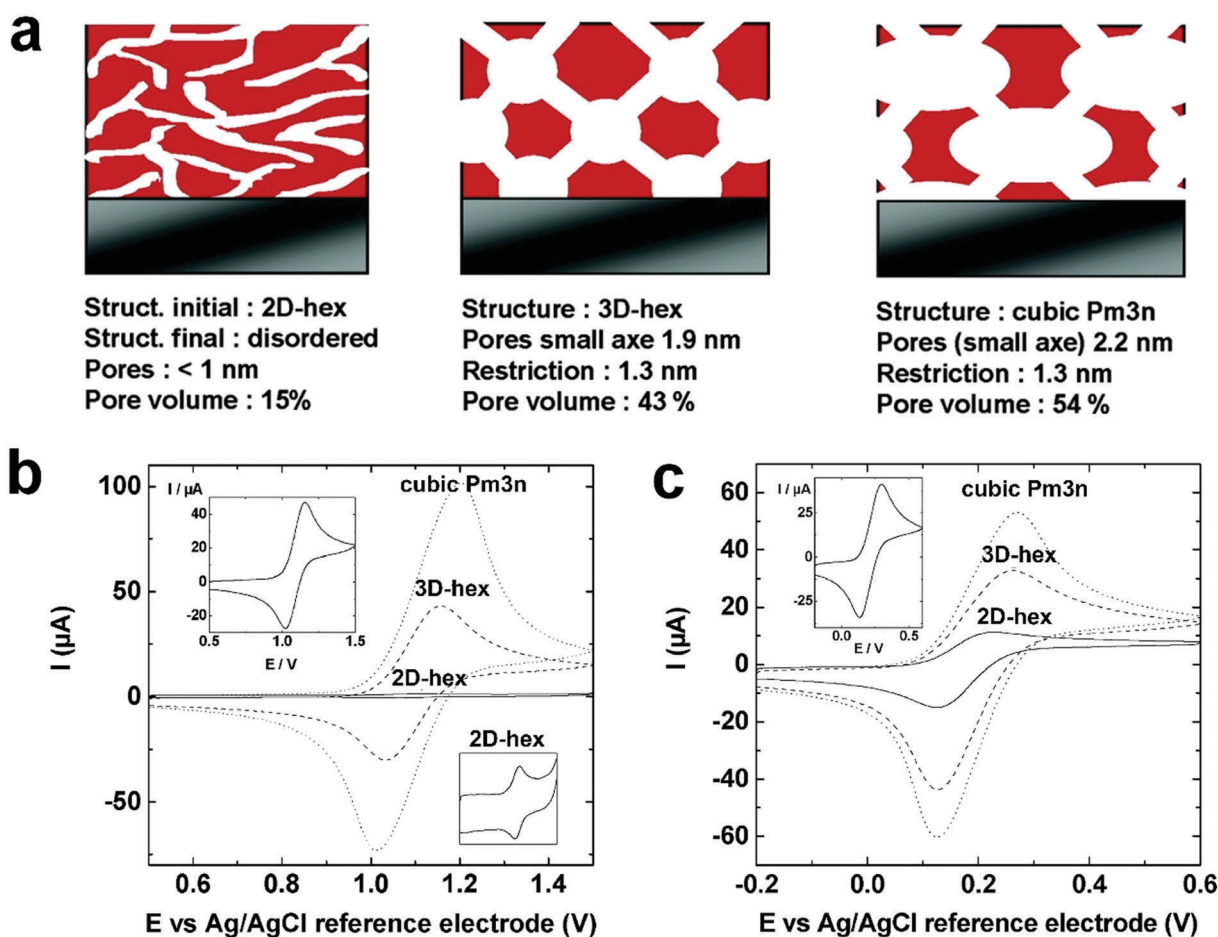 a
Struct. initial : 2D-hex
Struct. final : disordered
Pores : < 1 nm
Pore volume : 15%
Structure : 3D-hex
Pores small axe 1.9 nm
Restriction : 1.3 nm
Pore volume : 43 %
Structure : cubic Pm3n
Pores (small axe) 2.2 nm
Restriction : 1.3 nm
Pore volume : 54 %
b
I (µA)
100
50
0
-50
cubic Pm3n
3D-hex
2D-hex
2D-hex
I / µA
40
20
0
-20
0.5
1.0
1.5
E / V
0.6
0.8
1.0
1.2
1.4
E vs Ag/AgCl reference electrode (V)
c
I (µA)
60
40
20
0
-20
-40
-60
cubic Pm3n
3D-hex
2D-hex
I / µA
25
0
-25
0.0
0.5
E / V
-0.2
0.0
0.2
0.4
0.6
E vs Ag/AgCl reference electrode (V)